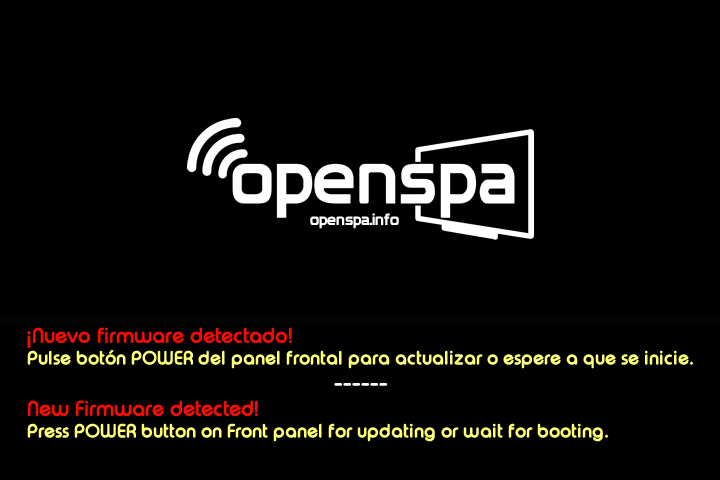 openspa
openspa.info
¡Nuevo firmware detectado!
Pulse botón POWER del panel frontal para actualizar o espere a que se inicie.
------
New Firmware detected!
Press POWER button on Front panel for updating or wait for booting.